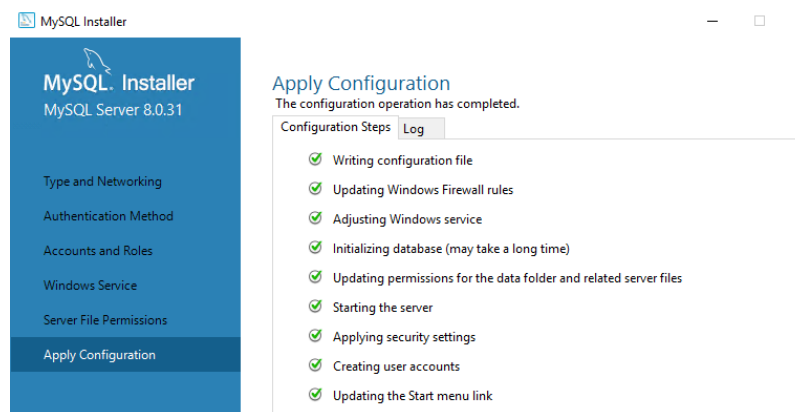 MySQL Installer
MySQL. Installer
MySQL Server 8.0.31
Type and Networking
Authentication Method
Accounts and Roles
Windows Service
Server File Permissions
Apply Configuration
Apply Configuration
The configuration operation has completed.
Configuration Steps Log
Writing configuration file
Updating Windows Firewall rules
Adjusting Windows service
Initializing database (may take a long time)
Updating permissions for the data folder and related server files
Starting the server
Applying security settings
Creating user accounts
Updating the Start menu link